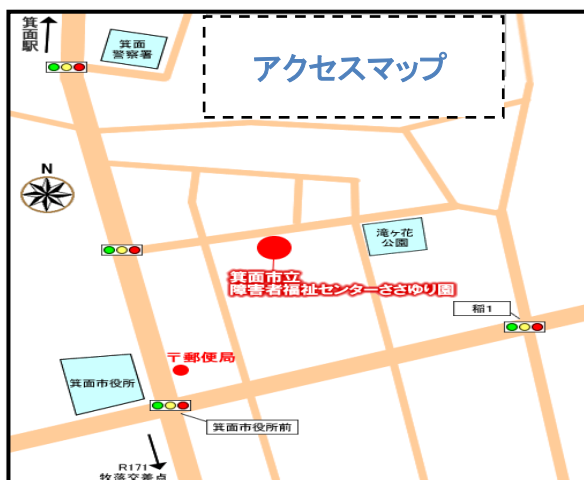 箕面駅
箕面
警察署
アクセスマップ
N
滝ヶ花
公園
箕面市立
障害者福祉センターささゆり園
稲1
〒郵便局
箕面市役所
箕面市役所前
R171
牧落交差点